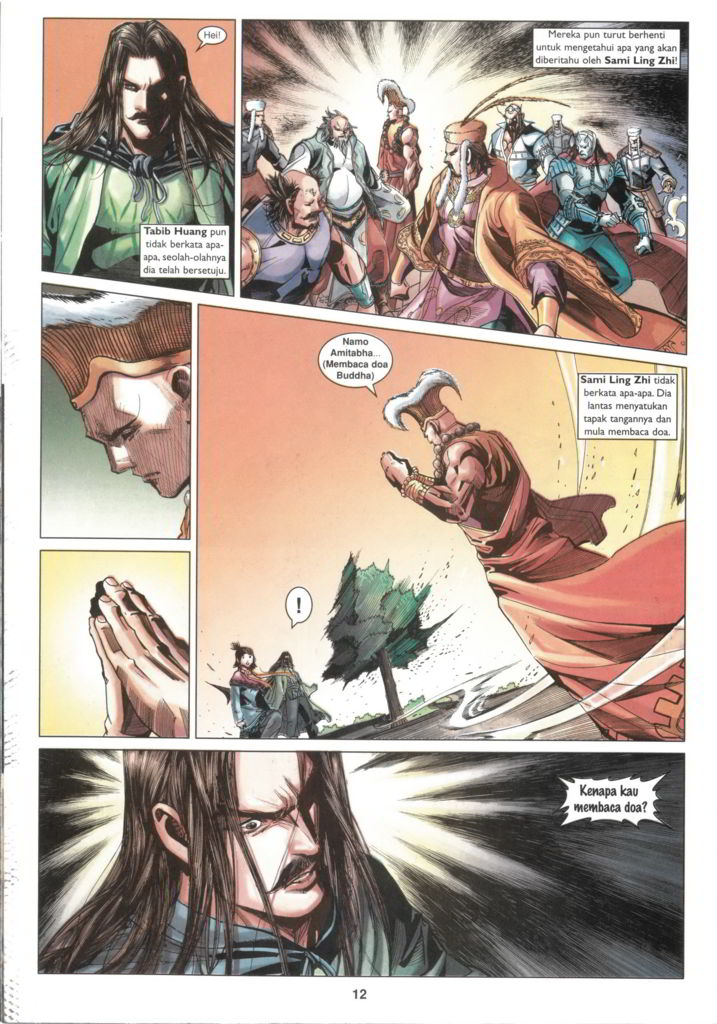 Hei!
Tabib Huang pun
tidak berkata apa-
apa, seolah-olahnya
dia telah bersetuju.
Mereka pun turut berhenti
untuk mengetahui apa yang akan
diberitahu oleh Sami Ling Zhi!
Namo
Amitabha...
(Membaca doa
Buddha)
Sami Ling Zhi tidak
berkata apa-apa. Dia
lantas menyatukan
tapak tangannya dan
mula membaca doa.
!
Kenapa kau
membaca doa?
12